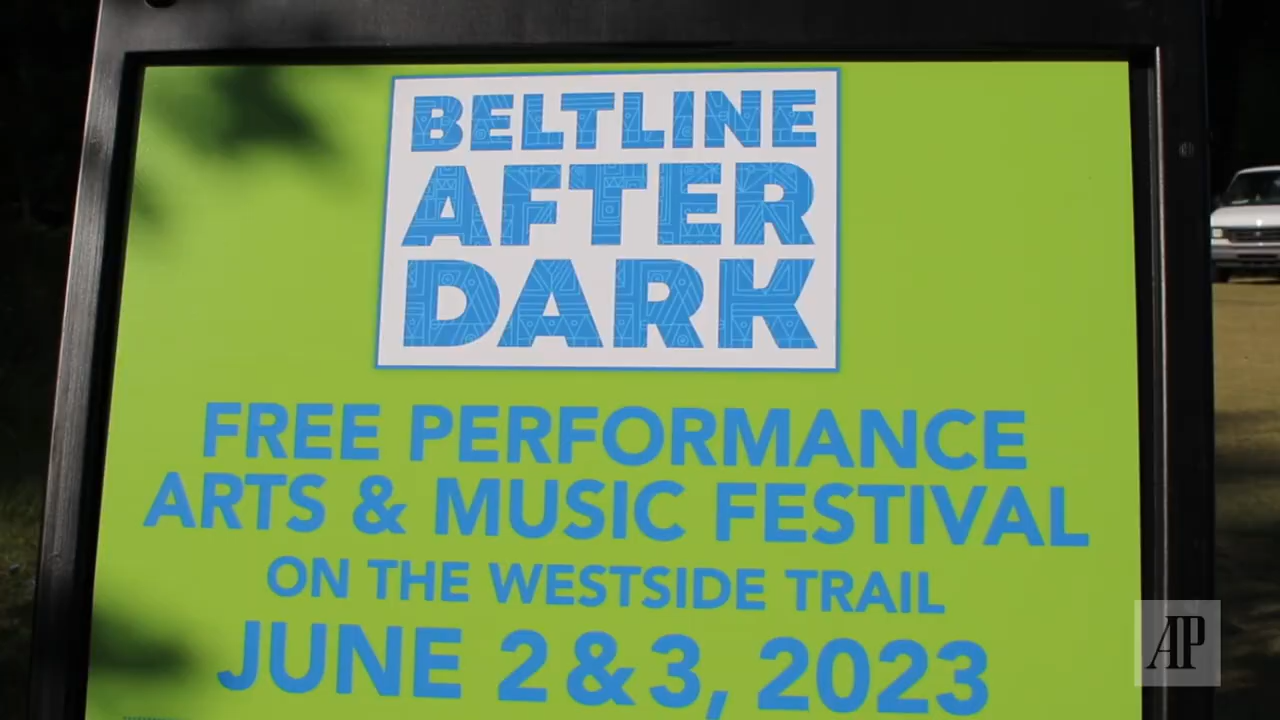 BELTLINE
AFTER
DARK
FREE PERFORMANCE
ARTS & MUSIC FESTIVAL
ON THE WESTSIDE TRAIL
JUNE 2 & 3, 2023
AP